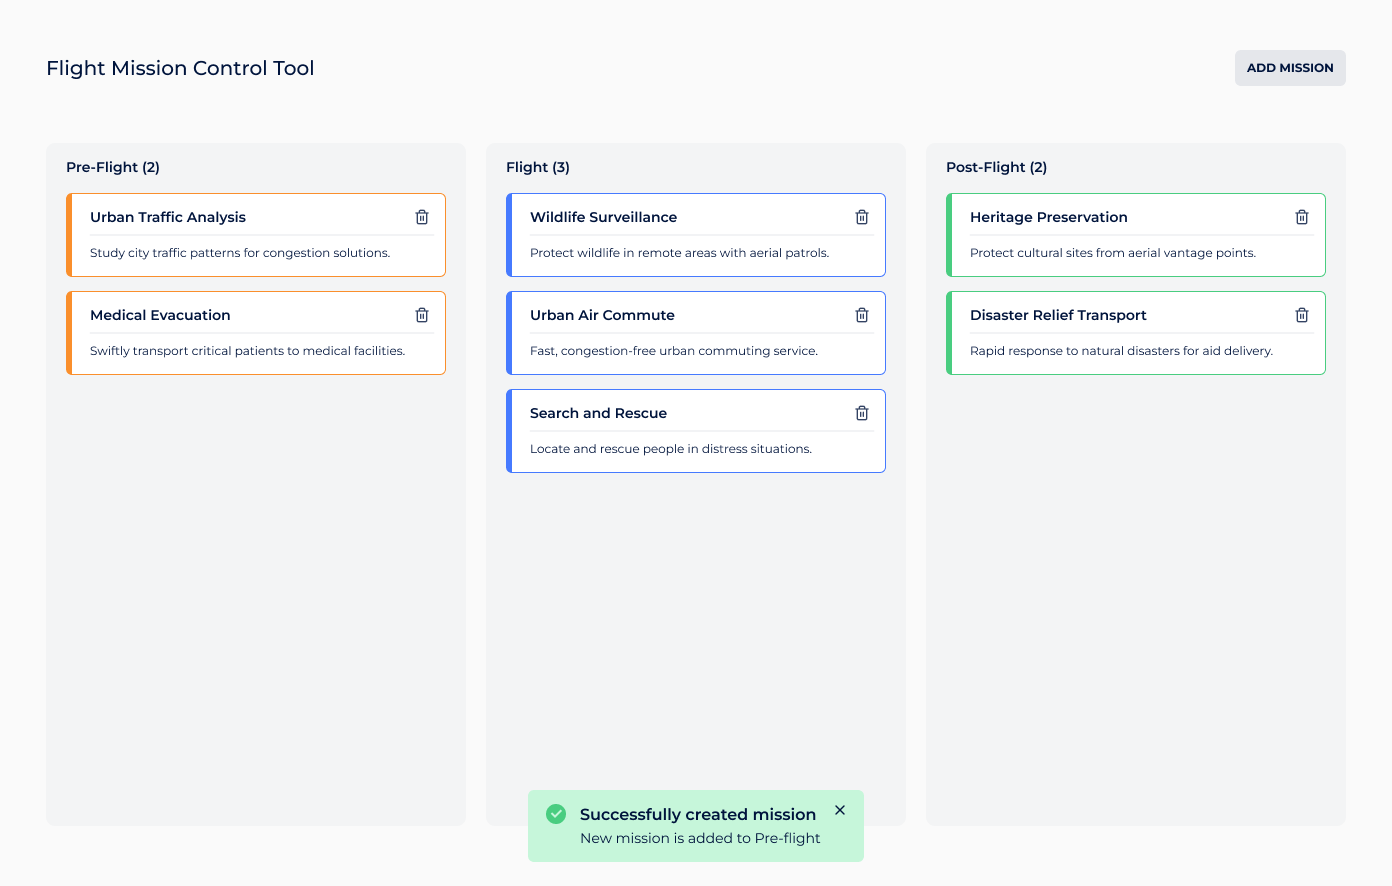 Flight Mission Control Tool
ADD MISSION
Pre-Flight (2)
Urban Traffic Analysis
Study city traffic patterns for congestion solutions.
Medical Evacuation
Swiftly transport critical patients to medical facilities.
Flight (3)
Wildlife Surveillance
Protect wildlife in remote areas with aerial patrols.
Urban Air Commute
Fast, congestion-free urban commuting service.
Search and Rescue
Locate and rescue people in distress situations.
Post-Flight (2)
Heritage Preservation
Protect cultural sites from aerial vantage points.
Disaster Relief Transport
Rapid response to natural disasters for aid delivery.
Successfully created mission
New mission is added to Pre-flight